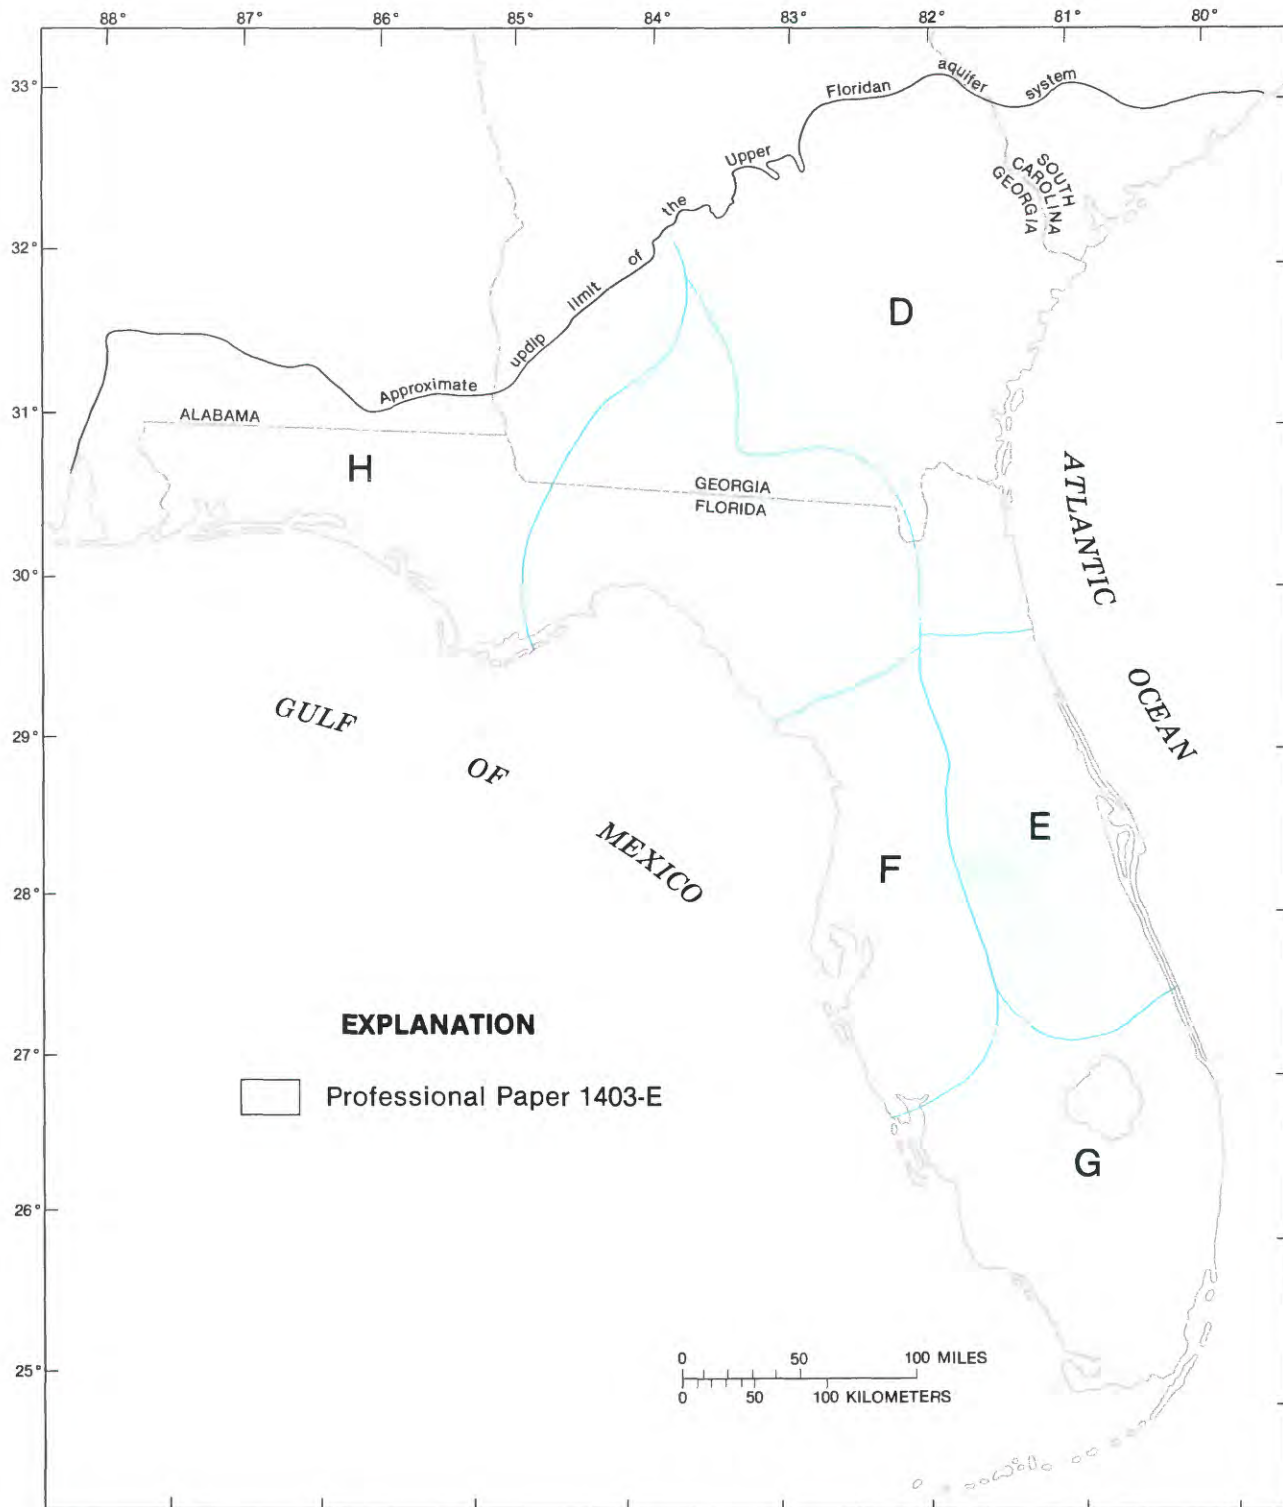 88° 87° 86° 85° 84° 83° 82° 81° 80°
33°
32°
31°
30°
29°
28°
27°
26°
25°
Approximate updip limit of the Upper Floridan aquifer system
SOUTH
CAROLINA
GEORGIA
D
ALABAMA
H
GEORGIA
FLORIDA
ATLANTIC
OCEAN
GULF
OF
MEXICO
E
F
G
EXPLANATION
Professional Paper 1403-E
0 50 100 MILES
0 50 100 KILOMETERS